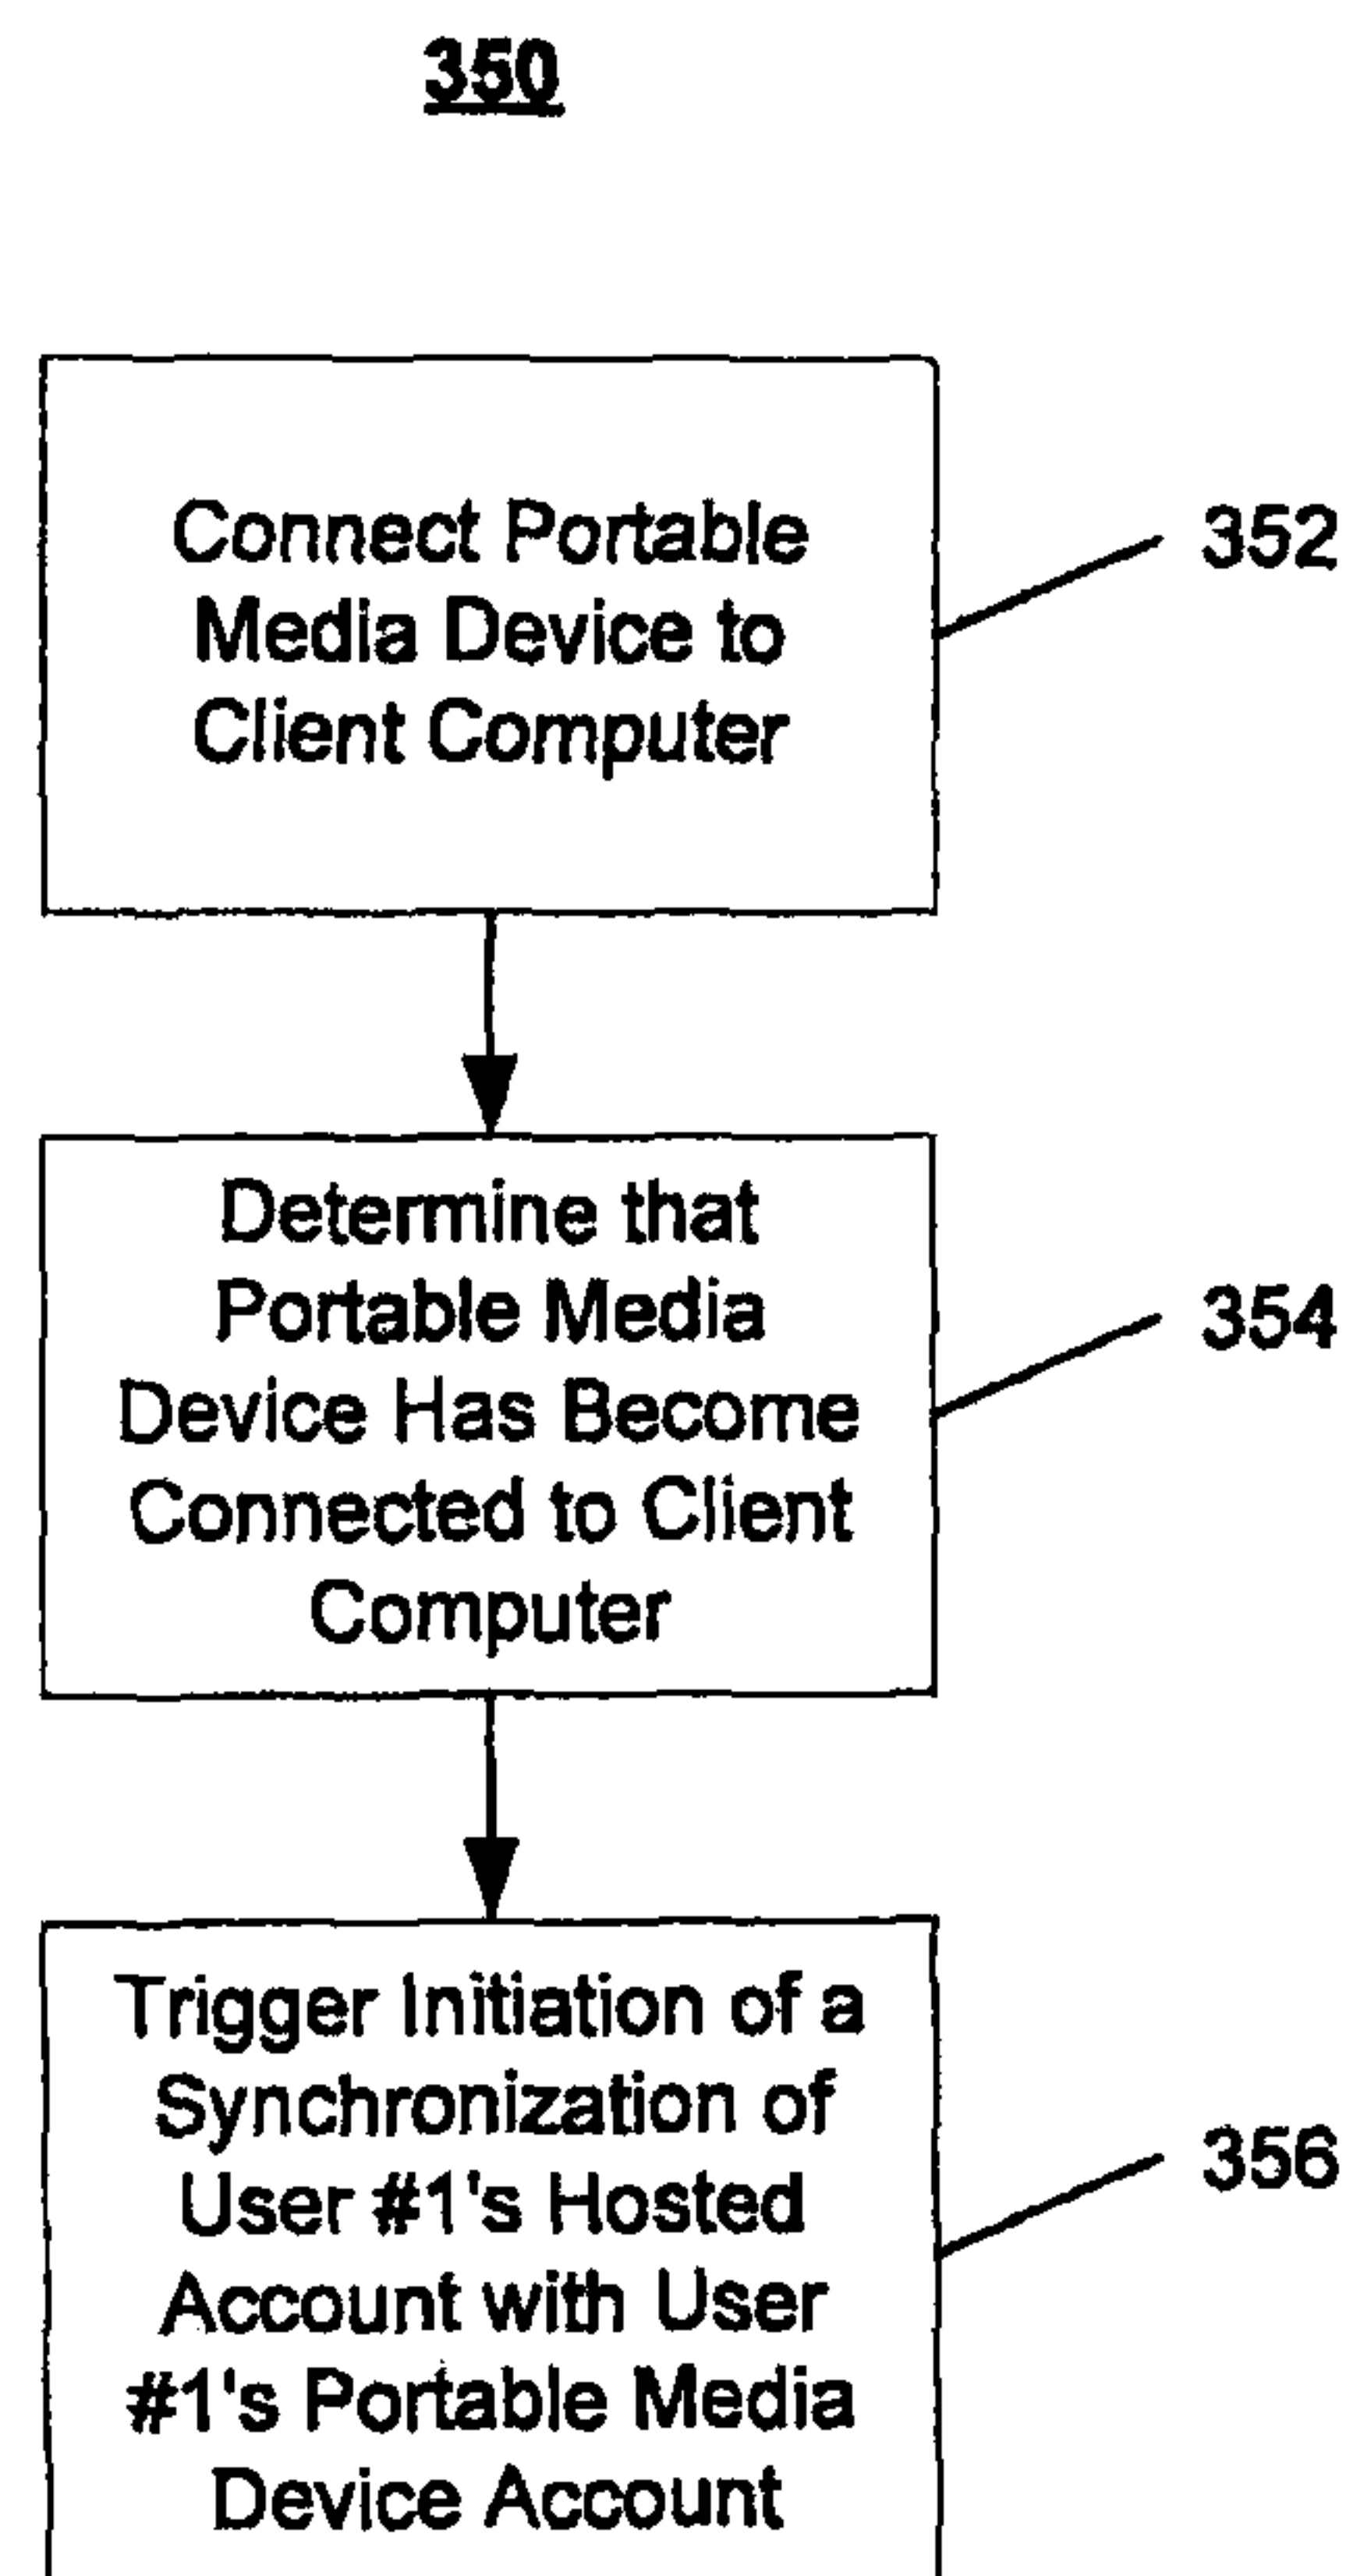 350
Connect Portable
Media Device to
Client Computer
352
Determine that
Portable Media
Device Has Become
Connected to Client
Computer
354
Trigger Initiation of a
Synchronization of
User #1's Hosted
Account with User
#1's Portable Media
Device Account
356